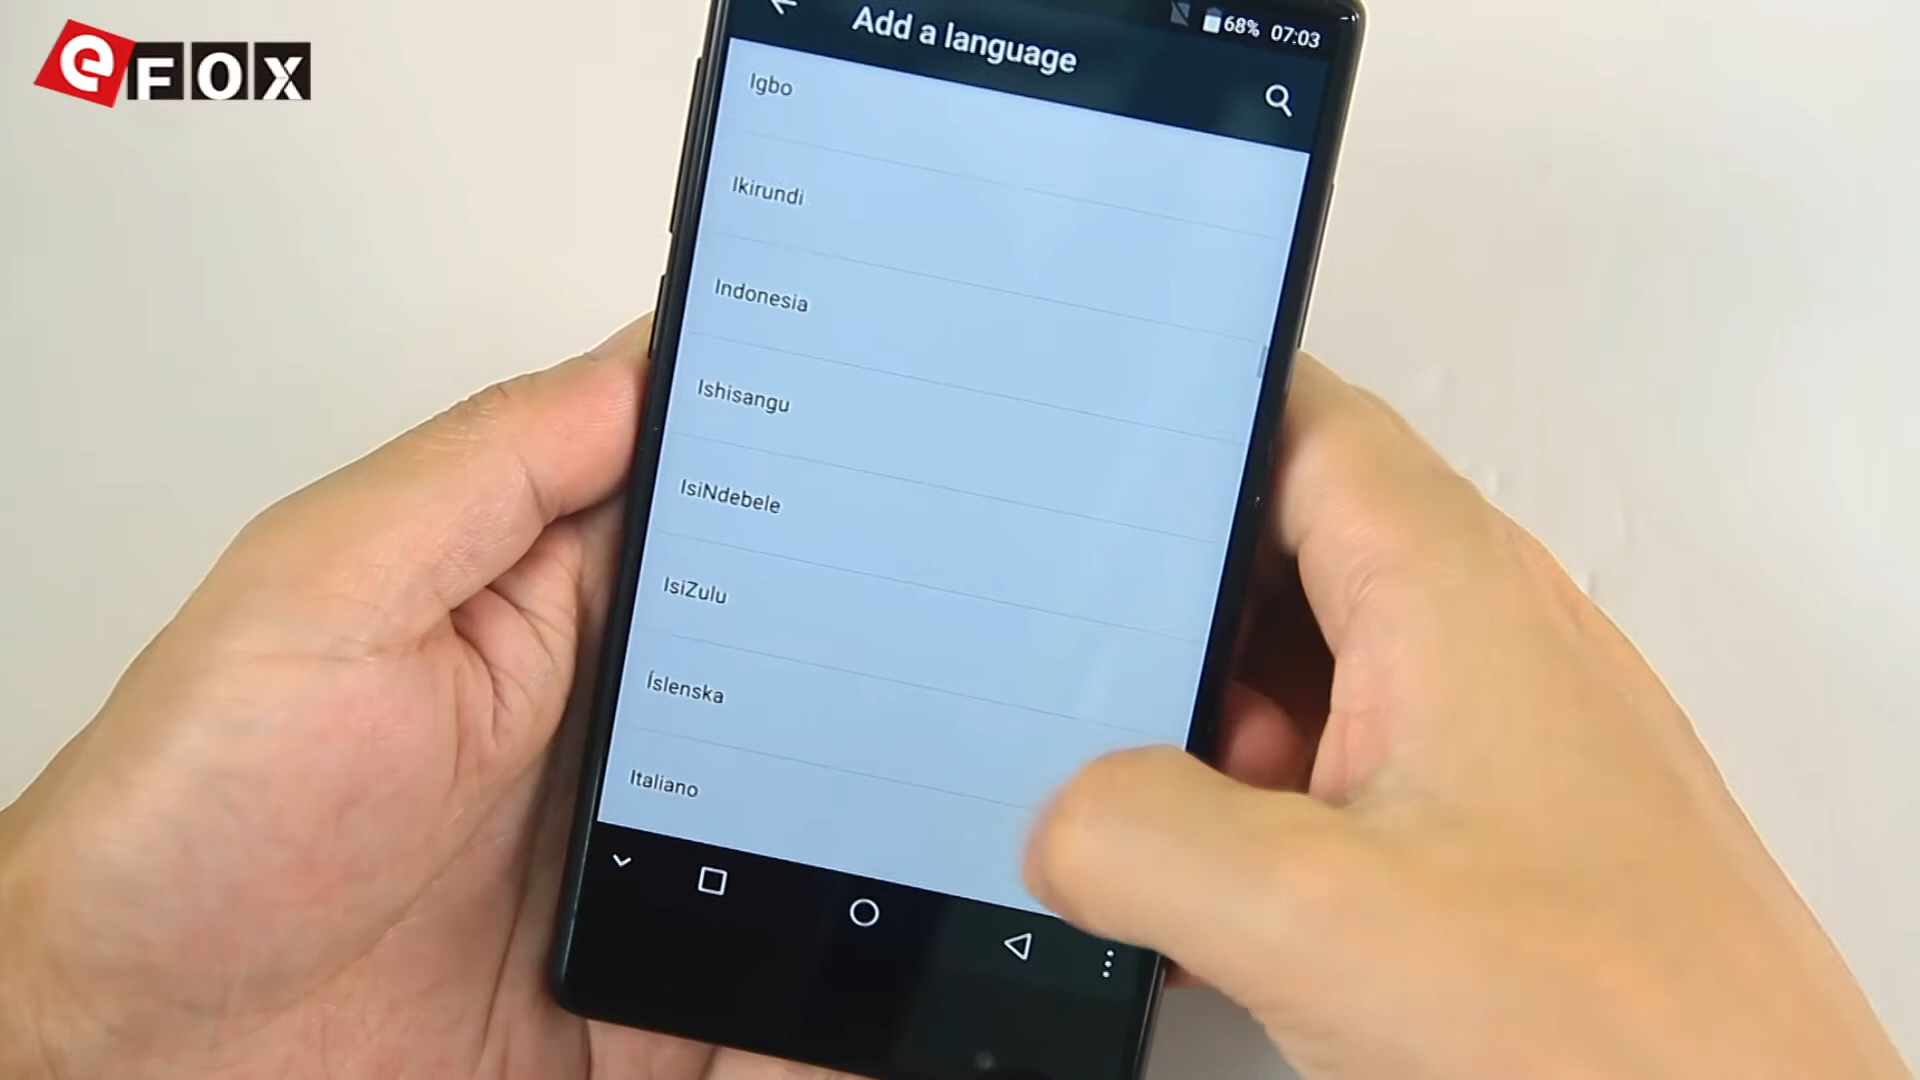 eFOX
68% 07:03
Add a language
Igbo
Ikirundi
Indonesia
Ishisangu
IsiNdebele
IsiZulu
Íslenska
Italiano